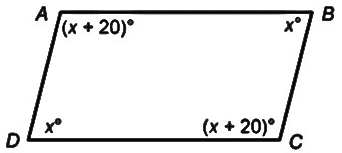 A B
(x + 20)° x°
x° (x + 20)°
D C